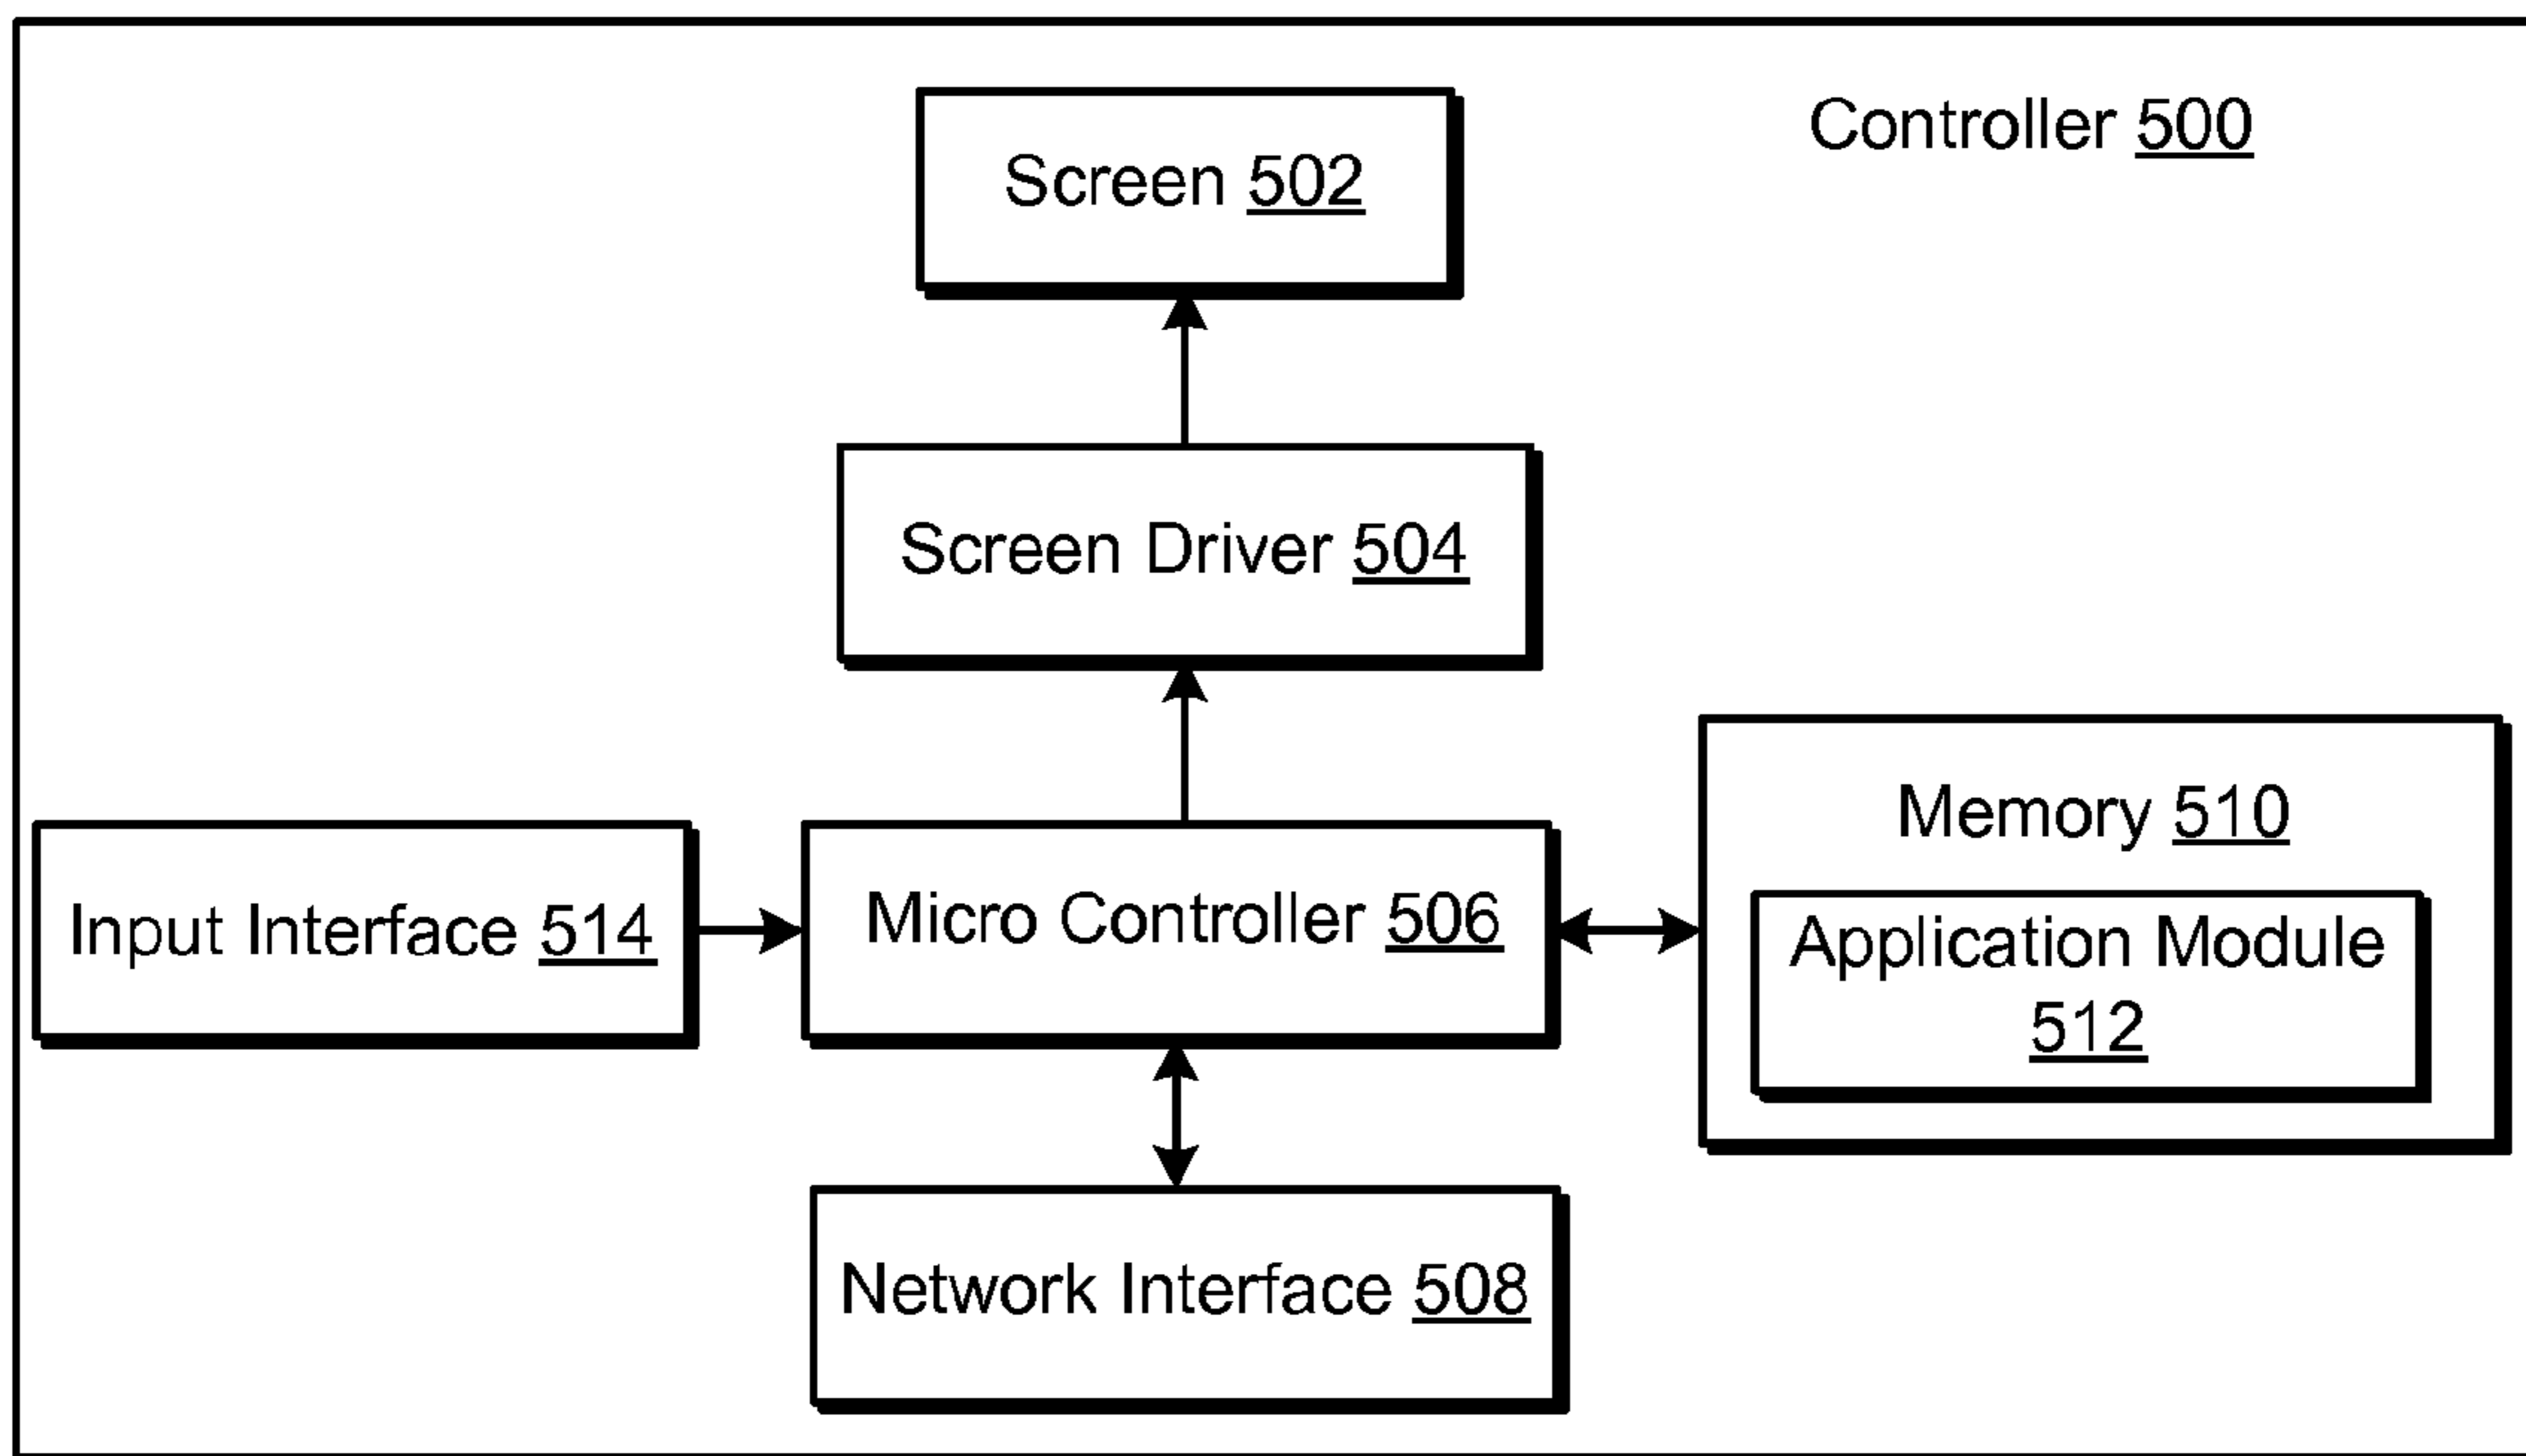 Controller 500
Screen 502
Screen Driver 504
Input Interface 514
Micro Controller 506
Memory 510
Application Module
512
Network Interface 508